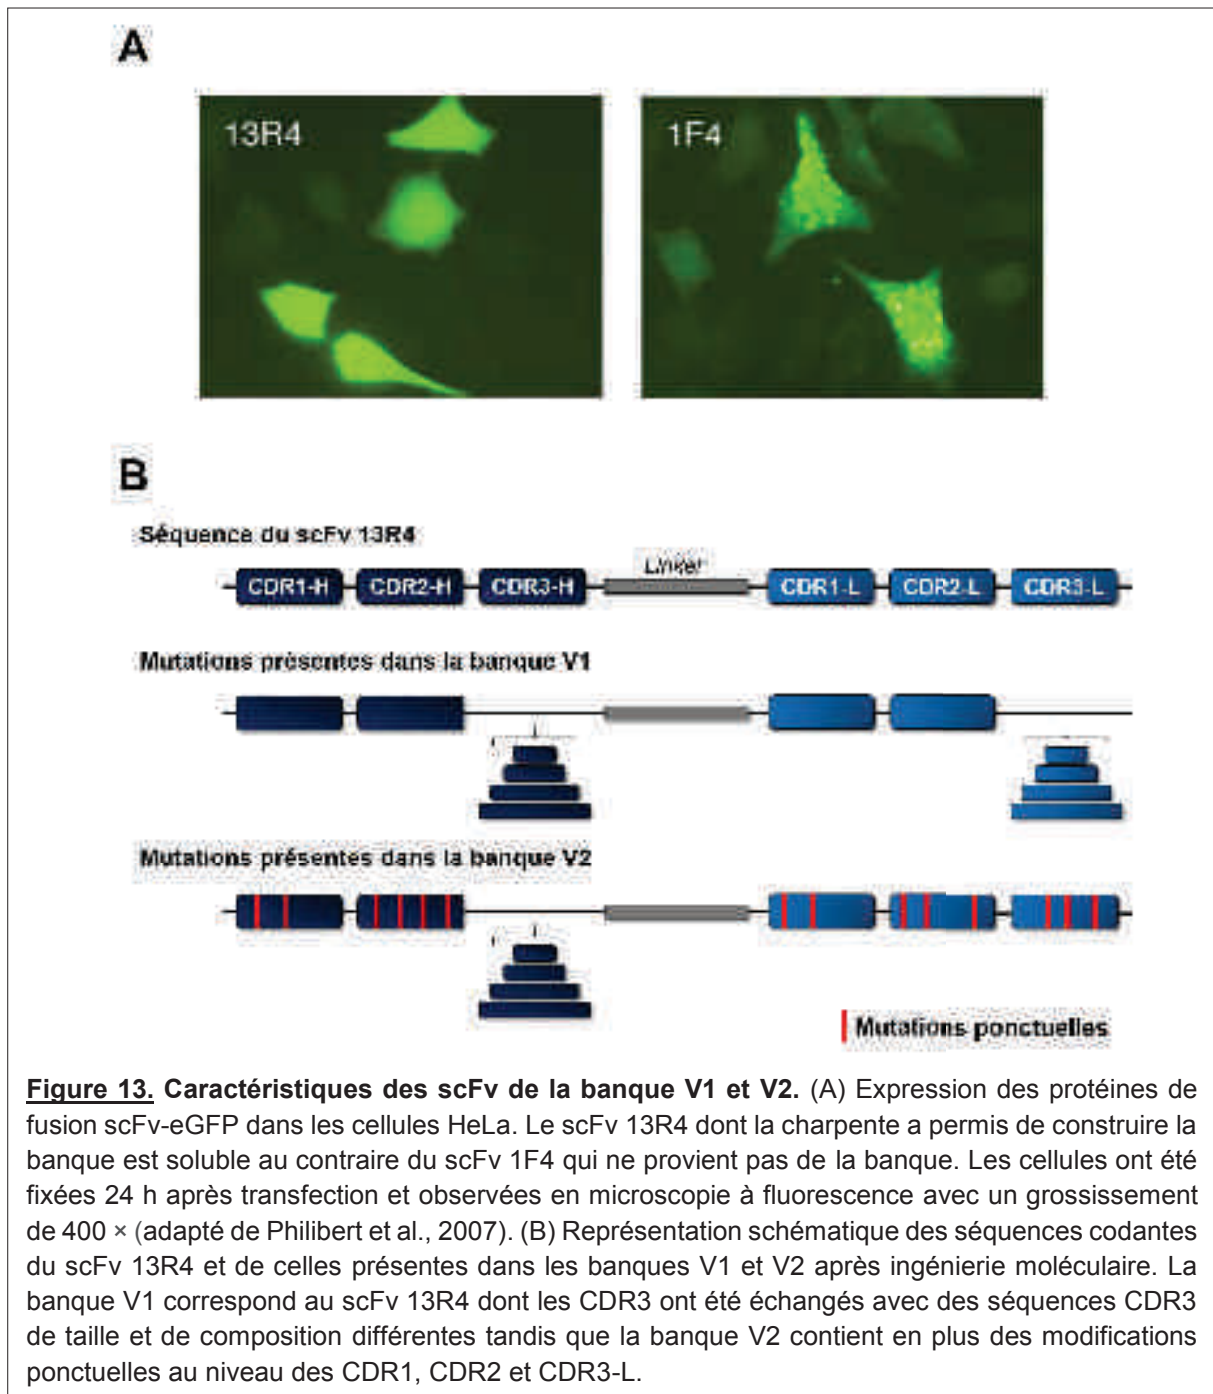 A
13R4
1F4
B
Séquence du scFv 13R4
Linker
CDR1-H CDR2-H CDR3-H CDR1-L CDR2-L CDR3-L
Mutations présentes dans la banque V1
Mutations présentes dans la banque V2
Mutations ponctuelles
Figure 13. Caractéristiques des scFv de la banque V1 et V2. (A) Expression des protéines de
fusion scFv-eGFP dans les cellules HeLa. Le scFv 13R4 dont la charpente a permis de construire la
banque est soluble au contraire du scFv 1F4 qui ne provient pas de la banque. Les cellules ont été
fixées 24 h après transfection et observées en microscopie à fluorescence avec un grossissement
de 400 × (adapté de Philibert et al., 2007). (B) Représentation schématique des séquences codantes
du scFv 13R4 et de celles présentes dans les banques V1 et V2 après ingénierie moléculaire. La
banque V1 correspond au scFv 13R4 dont les CDR3 ont été échangés avec des séquences CDR3
de taille et de composition différentes tandis que la banque V2 contient en plus des modifications
ponctuelles au niveau des CDR1, CDR2 et CDR3-L.